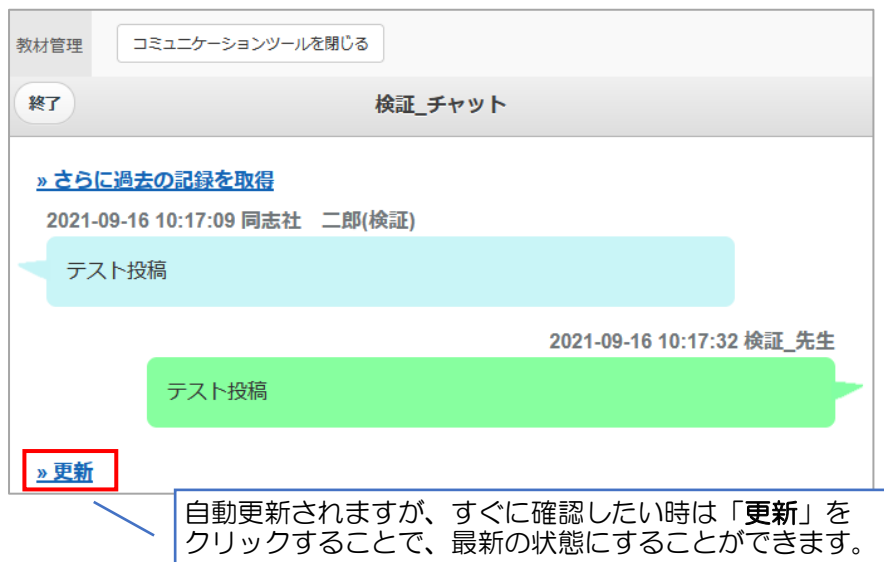 教材管理 コミュニケーションツールを閉じる
終了 検証_チャット
» さらに過去の記録を取得
2021-09-16 10:17:09 同志社　二郎(検証)
テスト投稿
2021-09-16 10:17:32 検証_先生
テスト投稿
» 更新
自動更新されますが、すぐに確認したい時は「更新」を
クリックすることで、最新の状態にすることができます。